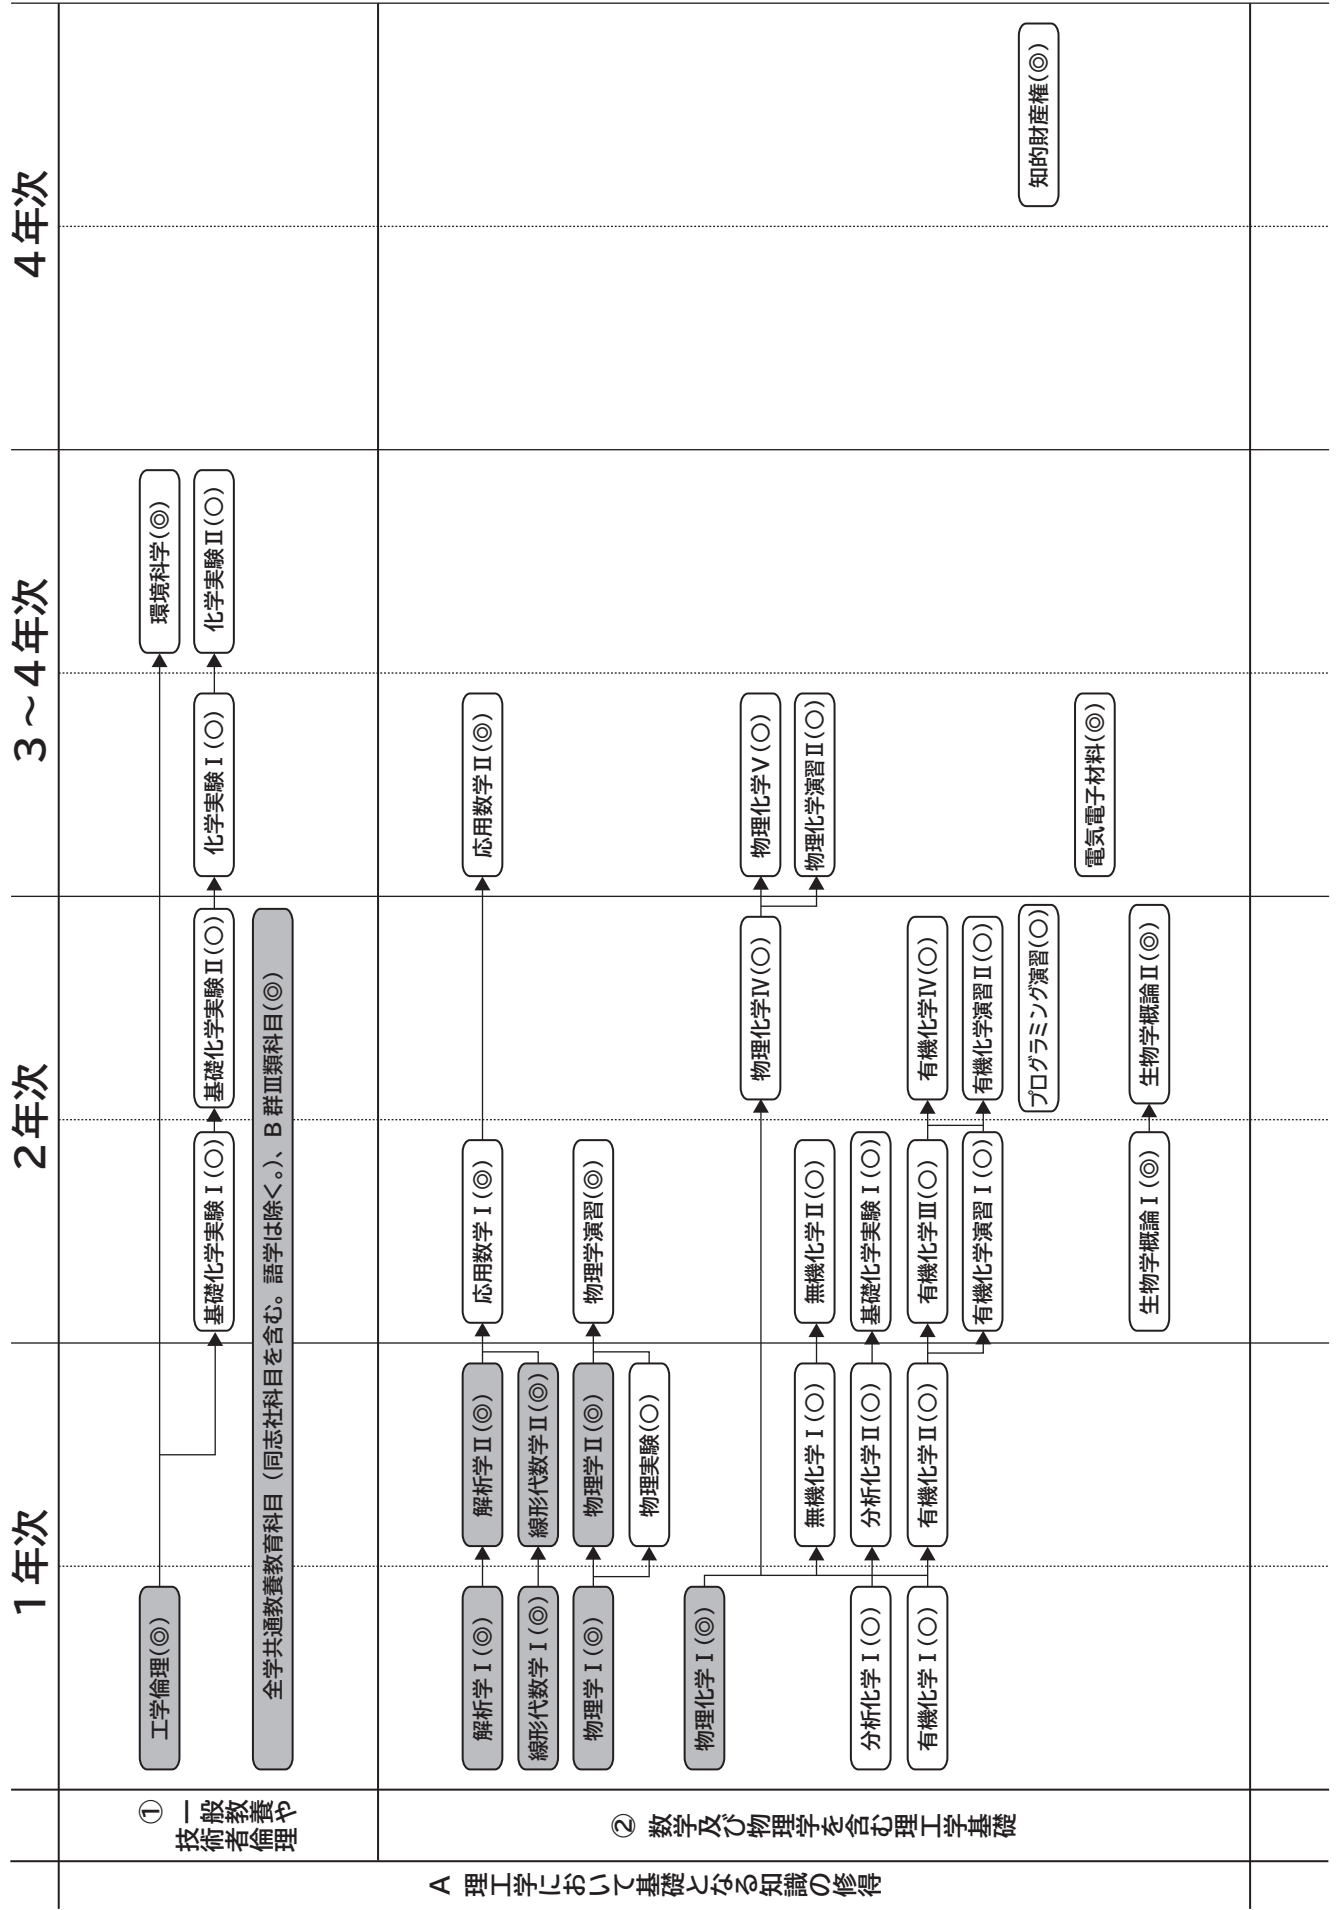 A 理工学において基礎となる知識の修得
① 一般教養や
技術者倫理
② 数学及び物理学を含む理工学基礎
1年次
2年次
3～4年次
4年次
工学倫理(◎)
環境科学(◎)
基礎化学実験Ⅰ(○)
基礎化学実験Ⅱ(○)
化学実験Ⅰ(○)
化学実験Ⅱ(○)
全学共通教養教育科目（同志社科目を含む。語学は除く。）、B群Ⅲ類科目(◎)
解析学Ⅰ(◎)
解析学Ⅱ(◎)
応用数学Ⅰ(◎)
応用数学Ⅱ(◎)
線形代数学Ⅰ(◎)
線形代数学Ⅱ(◎)
物理学Ⅰ(◎)
物理学Ⅱ(◎)
物理学演習(◎)
物理実験(○)
物理化学Ⅰ(◎)
物理化学Ⅳ(○)
物理化学Ⅴ(○)
無機化学Ⅰ(○)
無機化学Ⅱ(○)
物理化学演習Ⅱ(○)
分析化学Ⅰ(○)
分析化学Ⅱ(○)
基礎化学実験Ⅰ(○)
有機化学Ⅰ(○)
有機化学Ⅱ(○)
有機化学Ⅲ(○)
有機化学Ⅳ(○)
有機化学演習Ⅰ(○)
有機化学演習Ⅱ(○)
プログラミング演習(○)
知的財産権(◎)
電気電子材料(◎)
生物学概論Ⅰ(◎)
生物学概論Ⅱ(◎)